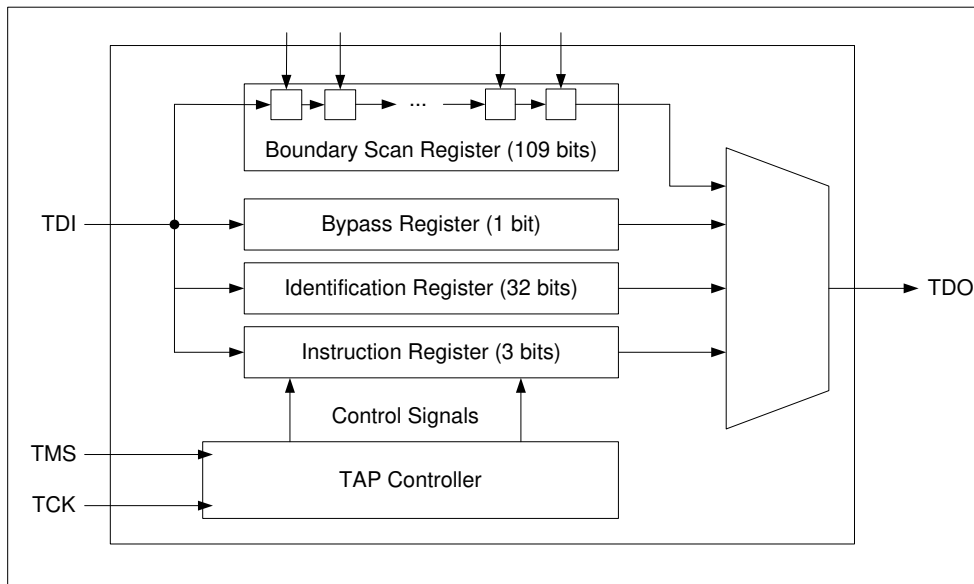 ...
Boundary Scan Register (109 bits)
TDI
Bypass Register (1 bit)
Identification Register (32 bits)
TDO
Instruction Register (3 bits)
Control Signals
TMS
TAP Controller
TCK